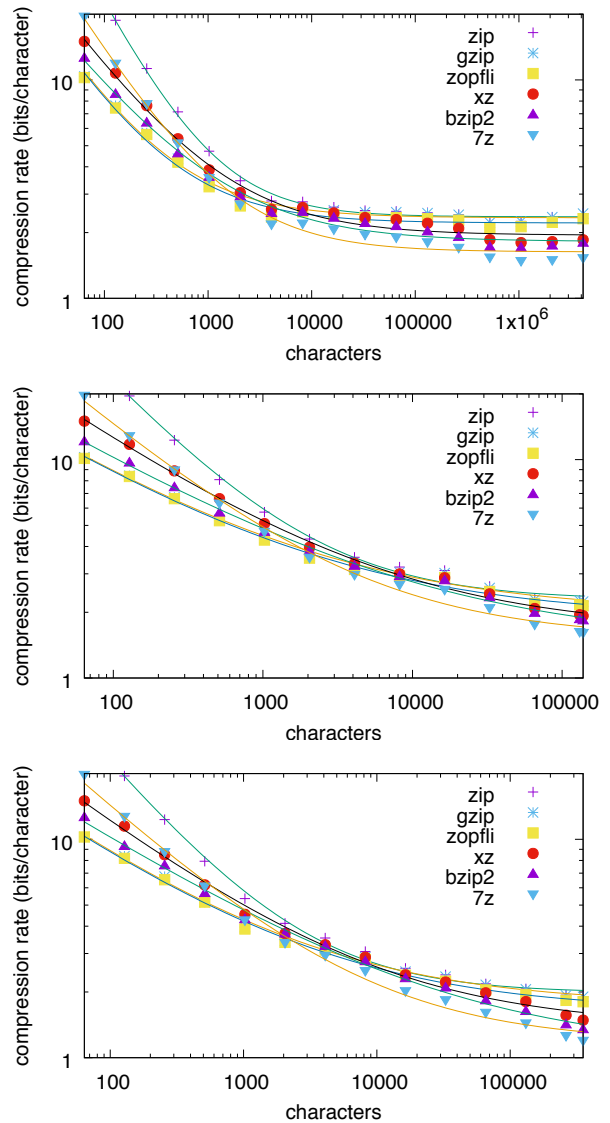 compression rate (bits/character)
10
1
zip
gzip
zopfli
xz
bzip2
7z
100
1000
10000
100000
1x10⁶
characters
compression rate (bits/character)
10
1
zip
gzip
zopfli
xz
bzip2
7z
100
1000
10000
100000
characters
compression rate (bits/character)
10
1
zip
gzip
zopfli
xz
bzip2
7z
100
1000
10000
100000
characters